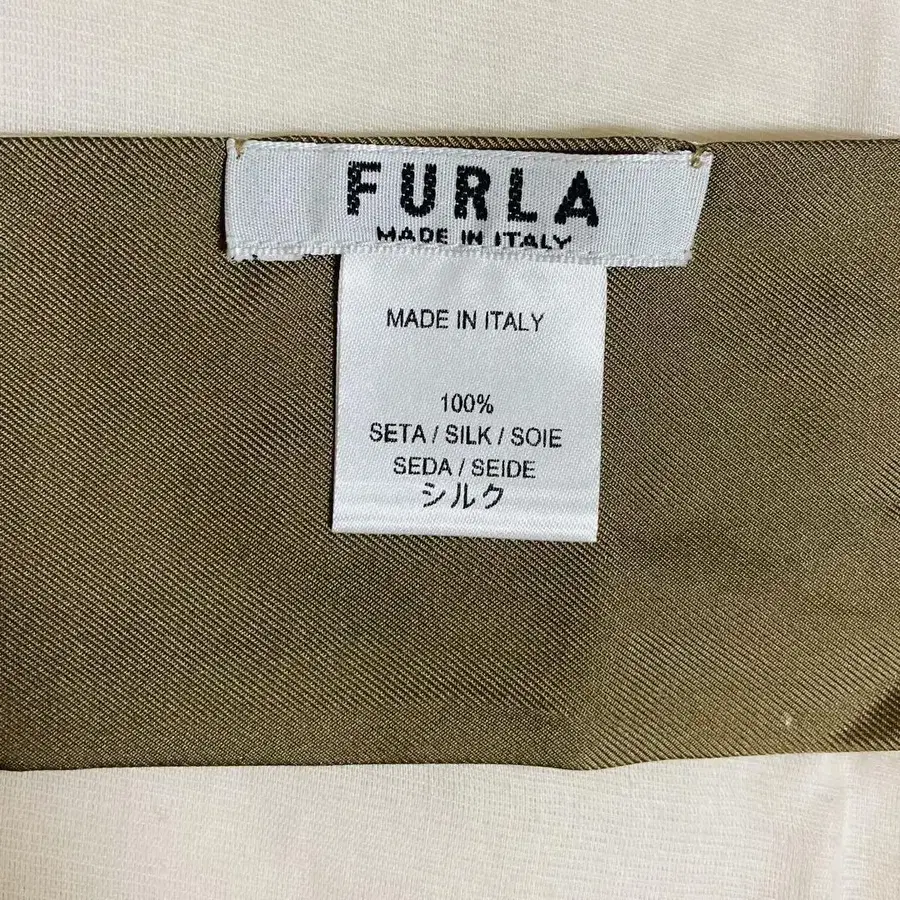 FURLA
MADE IN ITALY
MADE IN ITALY
100%
SETA / SILK / SOIE
SEDA / SEIDE
シルク